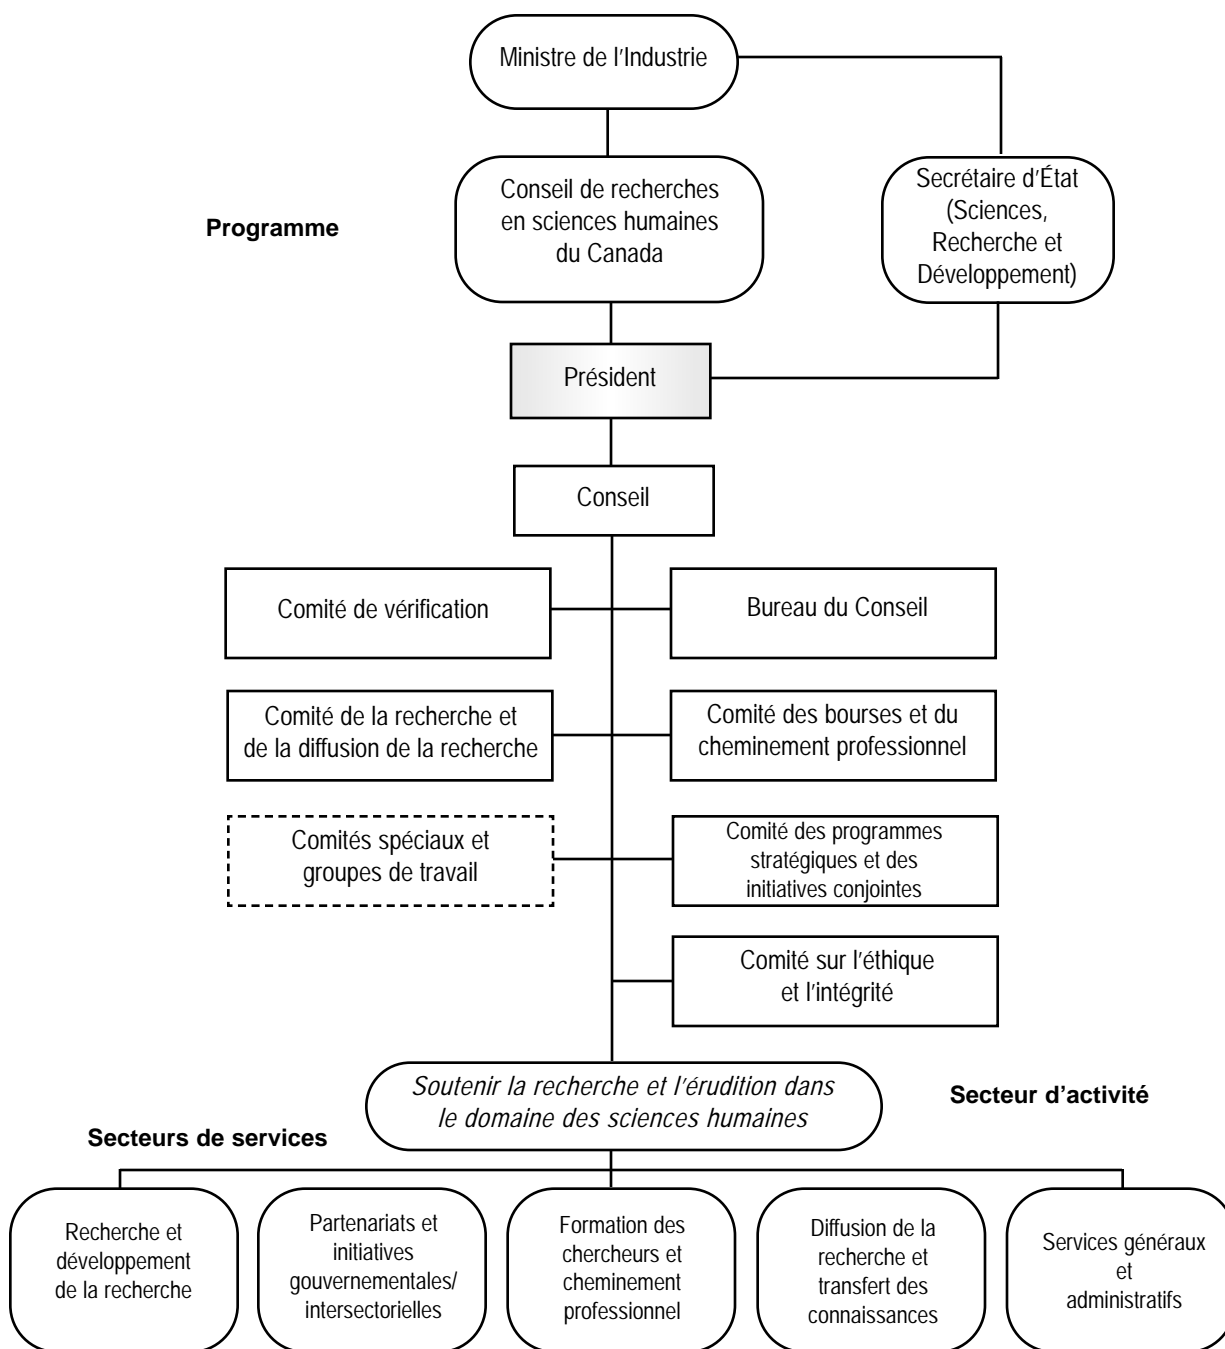 Ministre de l'Industrie
Conseil de recherches
en sciences humaines
du Canada
Secrétaire d'État
(Sciences,
Recherche et
Développement)
Programme
Président
Conseil
Comité de vérification
Bureau du Conseil
Comité de la recherche et
de la diffusion de la recherche
Comité des bourses et du
cheminement professionnel
Comités spéciaux et
groupes de travail
Comité des programmes
stratégiques et des
initiatives conjointes
Comité sur l'éthique
et l'intégrité
Soutenir la recherche et l'érudition dans
le domaine des sciences humaines
Secteur d'activité
Secteurs de services
Recherche et
développement
de la recherche
Partenariats et
initiatives
gouvernementales/
intersectorielles
Formation des
chercheurs et
cheminement
professionnel
Diffusion de la
recherche et
transfert des
connaissances
Services généraux
et
administratifs